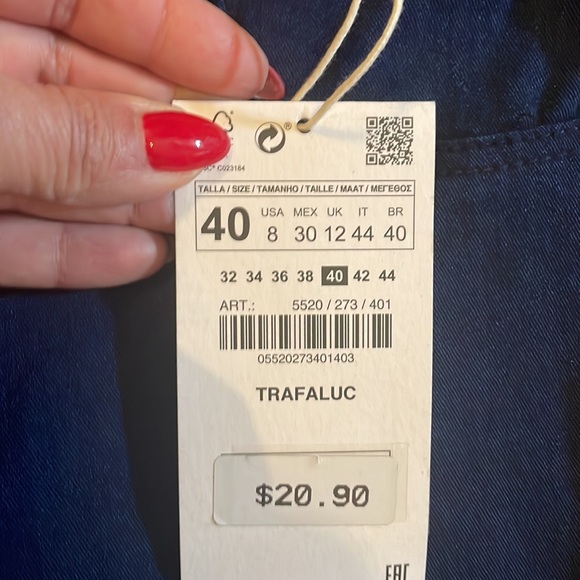 C023184
TALLA / SIZE / TAMANHO / TAILLE / MAAT / ΜΕΓΕΘΟΣ
40 USA MEX UK IT BR
8 30 12 44 40
32 34 36 38 40 42 44
ART.: 5520 / 273 / 401
05520273401403
TRAFALUC
$20.90
EAC